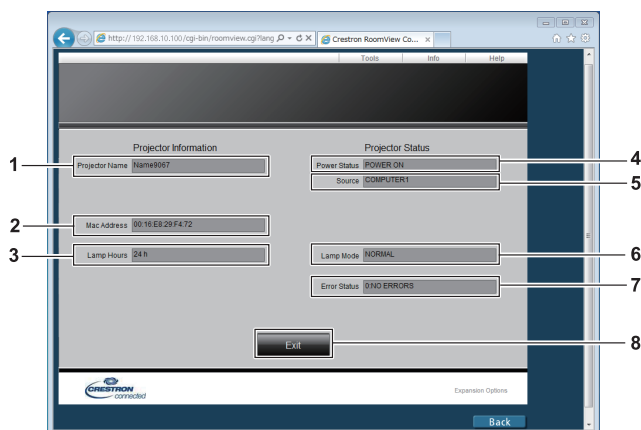 http://192.168.10.100/cgi-bin/roomview.cgi?lang
Crestron RoomView Co...
Tools Info Help
Projector Information Projector Status
1 Projector Name Name9067 Power Status POWER ON 4
Source COMPUTER1 5
2 Mac Address 00:16:E8:29:F4:72
3 Lamp Hours 24 h Lamp Mode NORMAL 6
Error Status 0:NO ERRORS 7
Exit 8
CRESTRON
connected
Expansion Options
Back